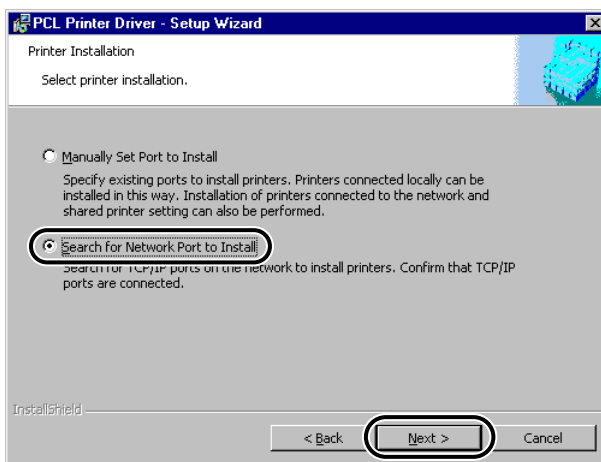 PCL Printer Driver - Setup Wizard
Printer Installation
Select printer installation.
Manually Set Port to Install
Specify existing ports to install printers. Printers connected locally can be
installed in this way. Installation of printers connected to the network and
shared printer setting can also be performed.
Search for Network Port to Install
Search for TCP/IP ports on the network to install printers. Confirm that TCP/IP
ports are connected.
InstallShield
< Back Next > Cancel